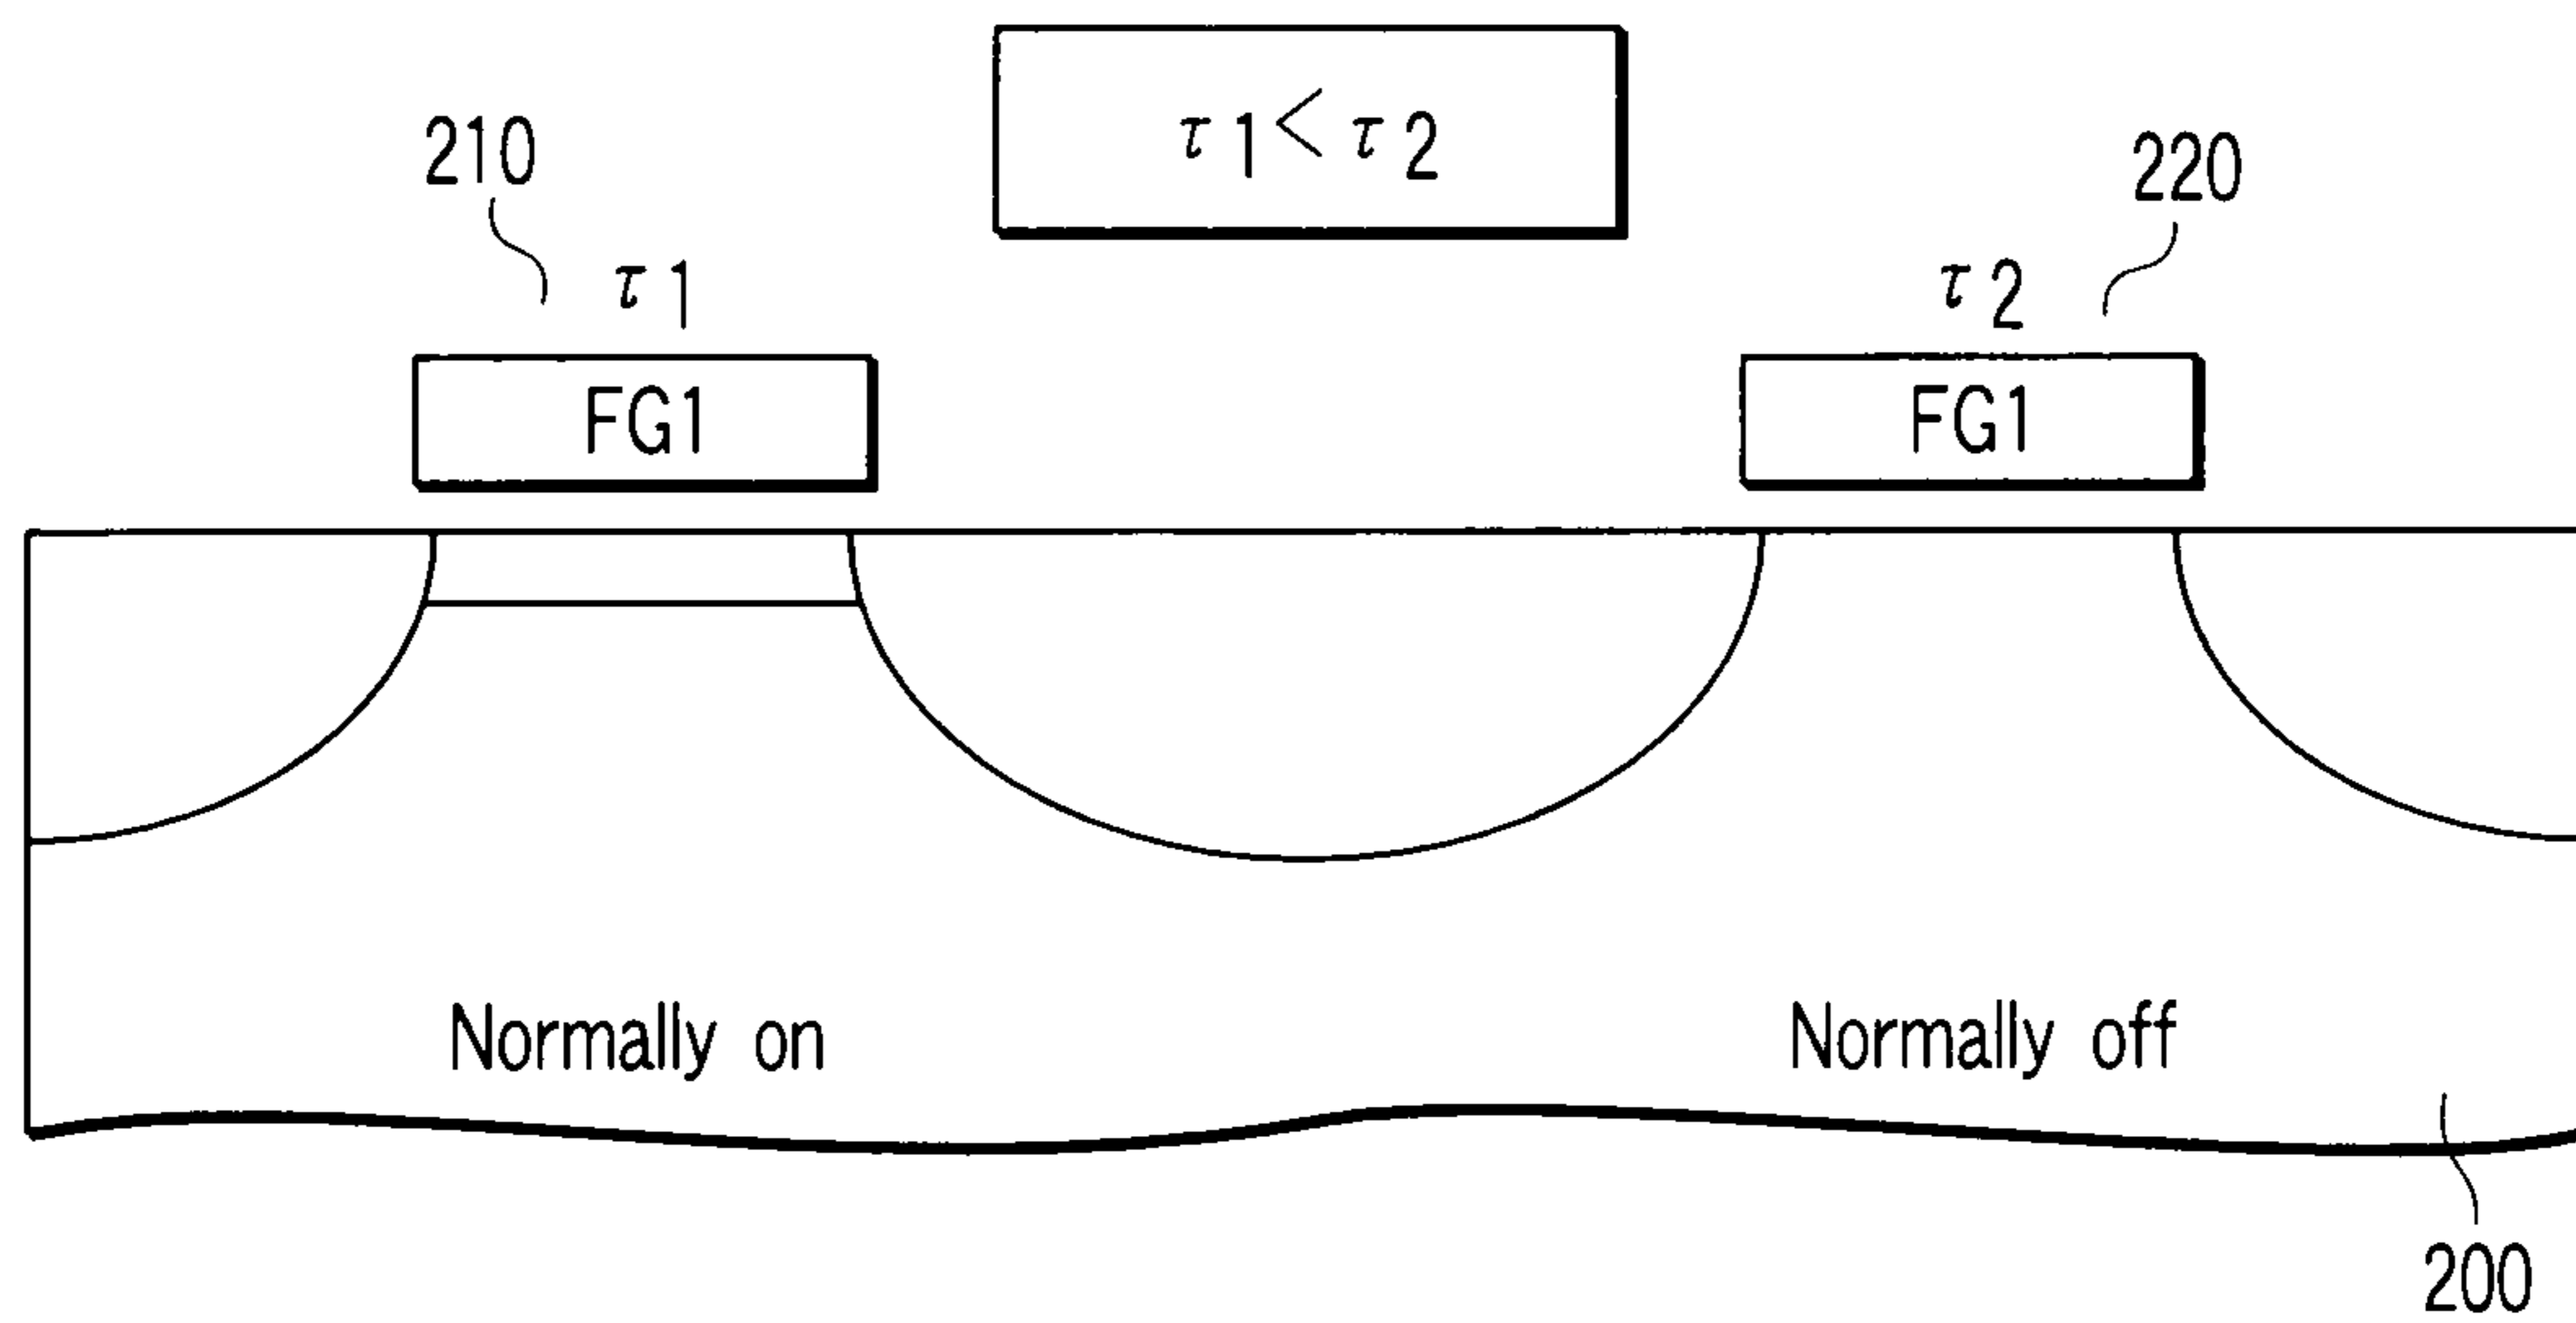 τ1<τ2
210
220
τ1
τ2
FG1
FG1
Normally on
Normally off
200